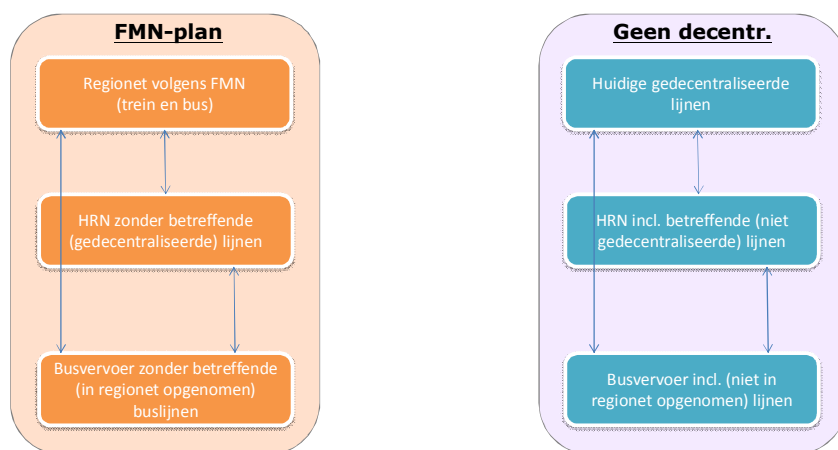 FMN-plan
Regionet volgens FMN
(trein en bus)
HRN zonder betreffende
(gedecentraliseerde) lijnen
Busvervoer zonder betreffende
(in regionet opgenomen)
buslijnen
Geen decentr.
Huidige gedecentraliseerde
lijnen
HRN incl. betreffende (niet
gedecentraliseerde) lijnen
Busvervoer incl. (niet in
regionet opgenomen) lijnen